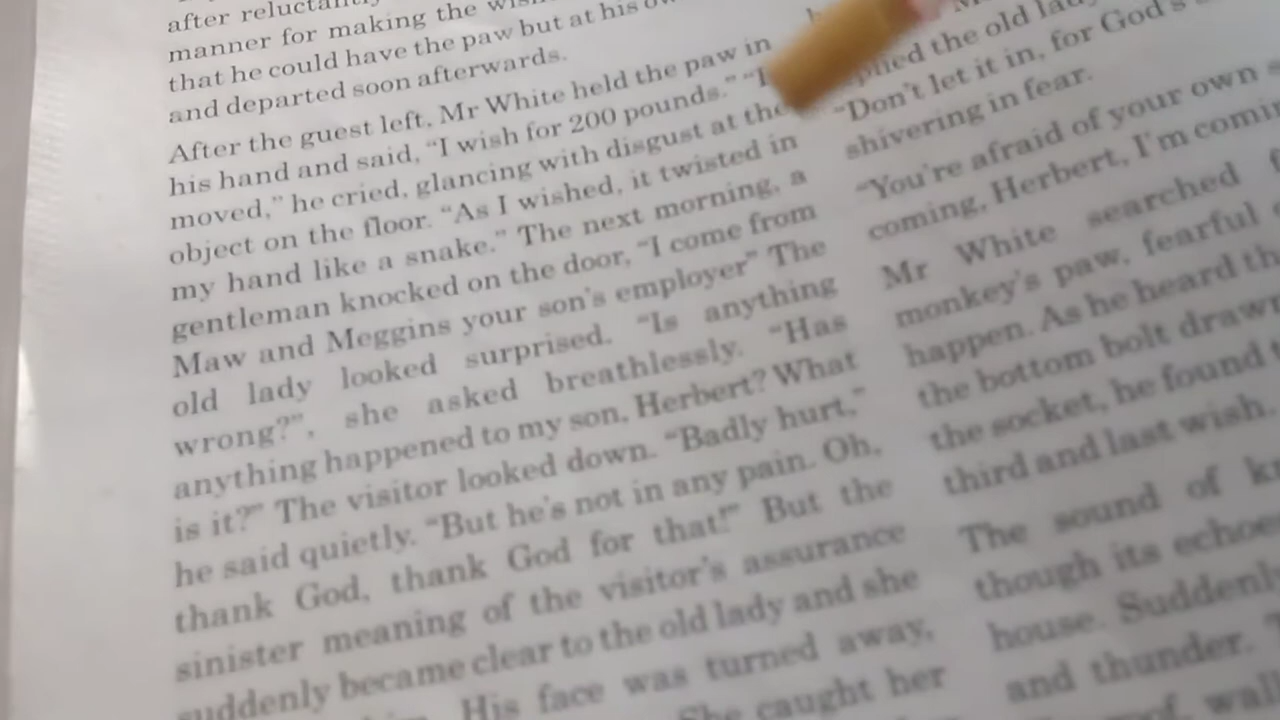 after reluctantly
manner for making the
that he could have the paw but at his
and departed soon afterwards.
After the guest left, Mr White held the paw in
his hand and said, “I wish for 200 pounds.” “I
moved,” he cried, glancing with disgust at the
object on the floor. “As I wished, it twisted in
my hand like a snake.” The next morning, a
gentleman knocked on the door, “I come from
Maw and Meggins your son’s employer” The
old lady looked surprised. “Is anything
wrong?”, she asked breathlessly. “Has
anything happened to my son, Herbert? What
is it?” The visitor looked down. “Badly hurt,”
he said quietly. “But he’s not in any pain. Oh,
thank God, thank God for that!” But the
sinister meaning of the visitor’s assurance
suddenly became clear to the old lady and she
His face was turned away,
She caught her
the old lady
“Don’t let it in, for God’s
shivering in fear.
“You’re afraid of your own
coming, Herbert, I’m
Mr White searched
monkey’s paw, fearful
happen. As he heard
the bottom bolt
the socket, he found
third and last wish.
The sound of
though its
house. Suddenly
and thunder.